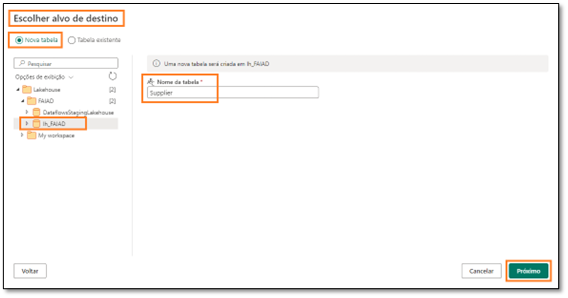 Escolher alvo de destino
Nova tabela Tabela existente
Pesquisar
Opções de exibição
Lakehouse [2]
FAIAD [2]
DataflowsStagingLakehouse
lh_FAIAD
My workspace
Uma nova tabela será criada em lh_FAIAD
Nome da tabela *
Supplier
Voltar
Cancelar
Próximo